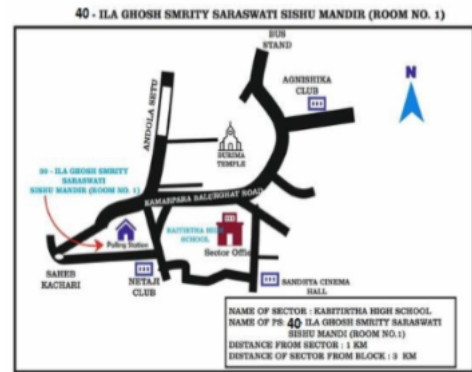 40 - ILA GHOSH SMRITY SARASWATI SISHU MANDIR (ROOM NO. 1)
BUS
STAND
AGNISHIKA
CLUB
N
ANDOLA SETU
DURIMA
TEMPLE
39 - ILA GHOSH SMRITY
SARASWATI
SISHU MANDIR (ROOM NO. 1)
RAMARPARA BALURGHAT ROAD
KABITIRTHA HIGH
SCHOOL
Polling Station
Sector Office
SAHEB
KACHARI
NETAJI
CLUB
SANDHYA CINEMA
HALL
NAME OF SECTOR : KABITIRTHA HIGH SCHOOL
NAME OF PS: 40- ILA GHOSH SMRITY SARASWATI
SISHU MANDI (ROOM NO.1)
DISTANCE FROM SECTOR : 1 KM
DISTANCE OF SECTOR FROM BLOCK : 3 KM